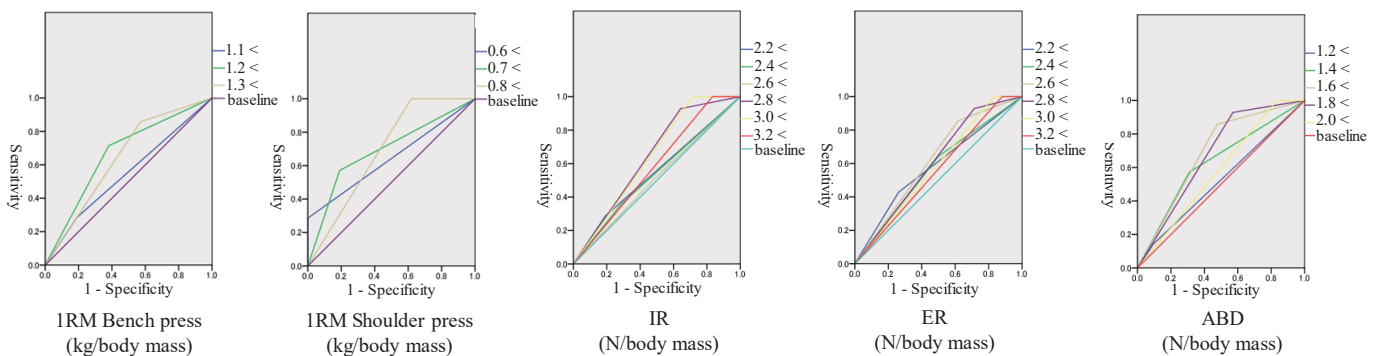 1.1 <
1.2 <
1.3 <
baseline
1.0
0.8
0.6
0.4
0.2
0.0
Sensitivity
0.0 0.2 0.4 0.6 0.8 1.0
1 - Specificity
1RM Bench press
(kg/body mass)
0.6 <
0.7 <
0.8 <
baseline
1.0
0.8
0.6
0.4
0.2
0.0
Sensitivity
0.0 0.2 0.4 0.6 0.8 1.0
1 - Specificity
1RM Shoulder press
(kg/body mass)
2.2 <
2.4 <
2.6 <
2.8 <
3.0 <
3.2 <
baseline
1.0
0.8
0.6
0.4
0.2
0.0
Sensitivity
0.0 0.2 0.4 0.6 0.8 1.0
1 - Specificity
IR
(N/body mass)
2.2 <
2.4 <
2.6 <
2.8 <
3.0 <
3.2 <
baseline
1.0
0.8
0.6
0.4
0.2
0.0
Sensitivity
0.0 0.2 0.4 0.6 0.8 1.0
1 - Specificity
ER
(N/body mass)
1.2 <
1.4 <
1.6 <
1.8 <
2.0 <
baseline
1.0
0.8
0.6
0.4
0.2
0.0
Sensitivity
0.0 0.2 0.4 0.6 0.8 1.0
1 - Specificity
ABD
(N/body mass)